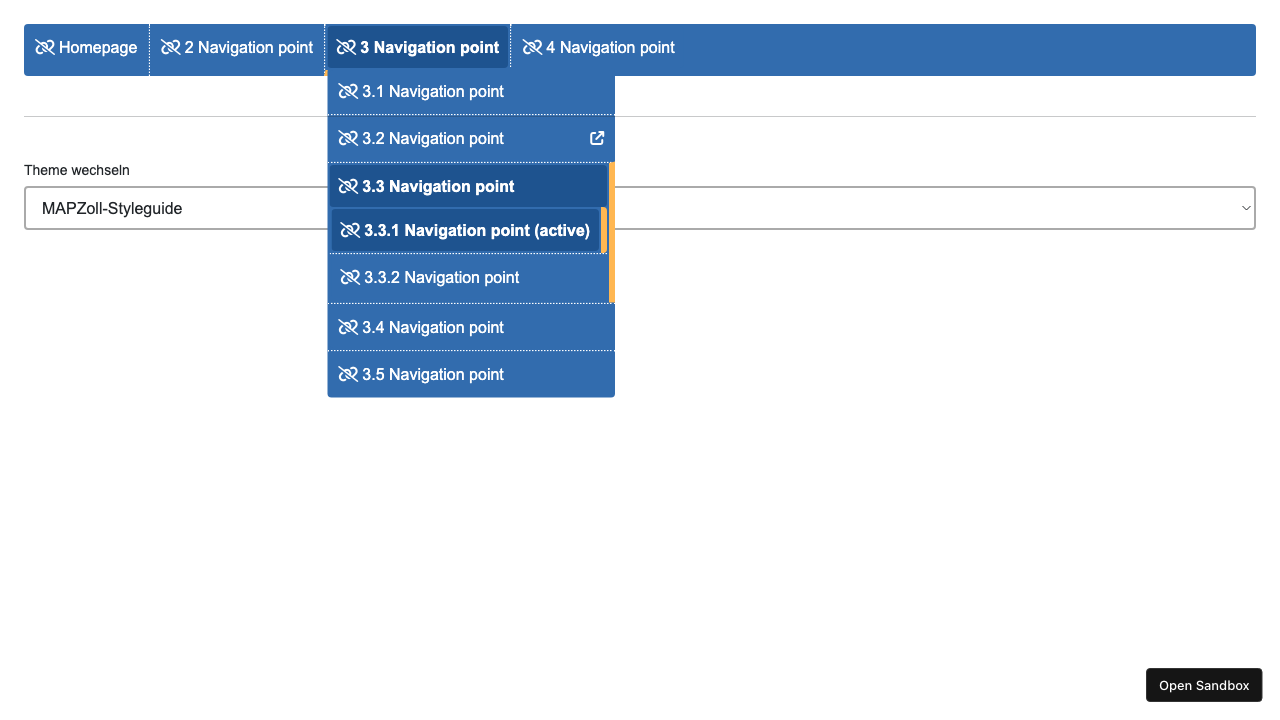 Homepage
2 Navigation point
3 Navigation point
4 Navigation point
3.1 Navigation point
3.2 Navigation point
Theme wechseln
3.3 Navigation point
MAPZoll-Styleguide
3.3.1 Navigation point (active)
3.3.2 Navigation point
3.4 Navigation point
3.5 Navigation point
Open Sandbox